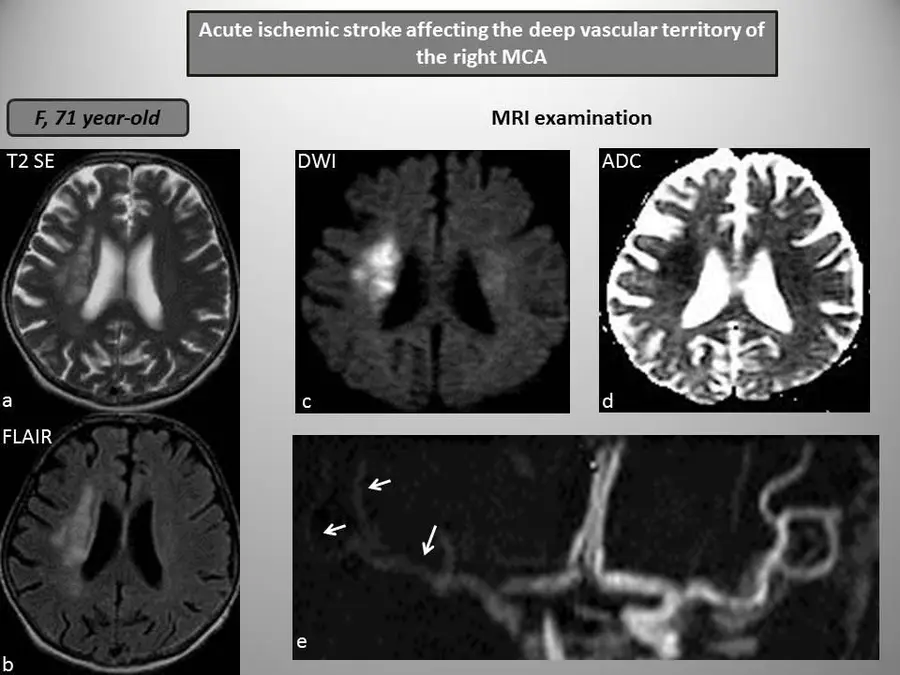 Acute ischemic stroke affecting the deep vascular territory of
the right MCA
F, 71 year-old
MRI examination
T2 SE
DWI
ADC
a
c
d
FLAIR
b
e